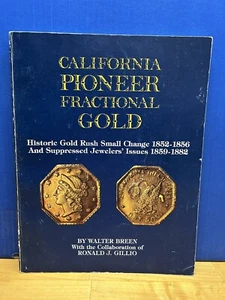 CALIFORNIA
PIONEER
FRACTIONAL
GOLD
Historic Gold Rush Small Change 1852-1856
And Suppressed Jewelers' Issues 1859-1882
BY WALTER BREEN
With the Collaboration of
RONALD J. GILLIO